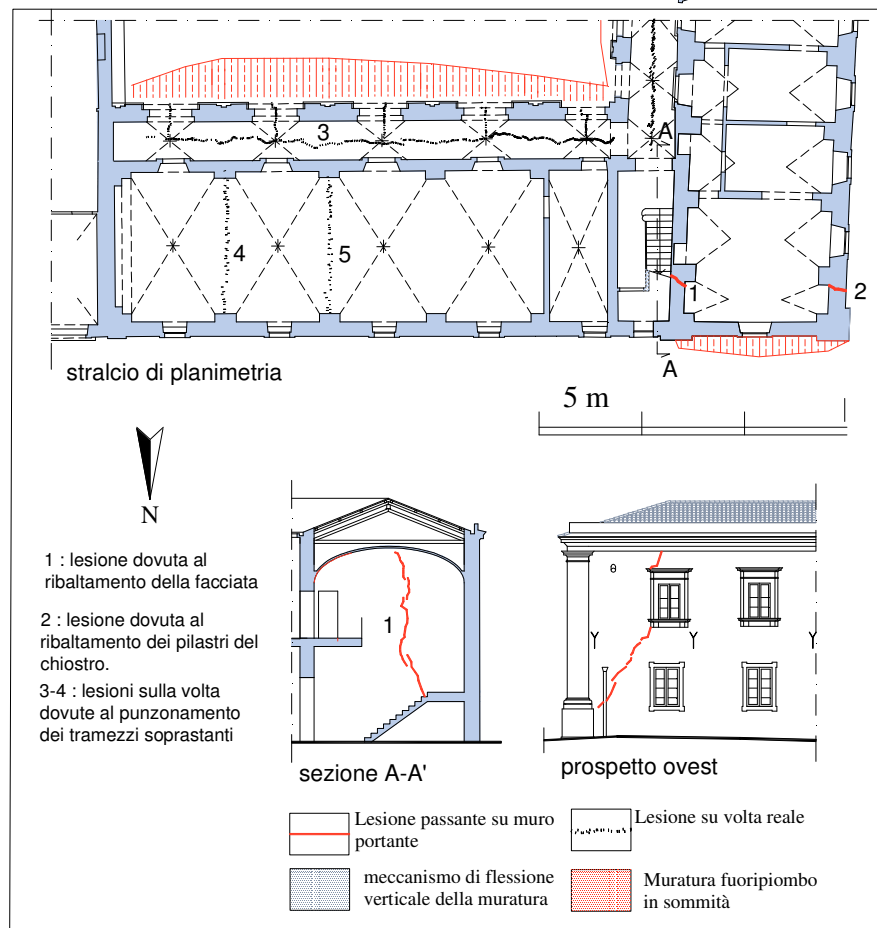 A
3
4
5
1
2
A
stralcio di planimetria
5 m
N
1 : lesione dovuta al
ribaltamento della facciata
2 : lesione dovuta al
ribaltamento dei pilastri del
chiostro.
3-4 : lesioni sulla volta
dovute al punzonamento
dei tramezzi soprastanti
1
sezione A-A'
θ
prospetto ovest
Lesione passante su muro
portante
Lesione su volta reale
meccanismo di flessione
verticale della muratura
Muratura fuoripiombo
in sommità